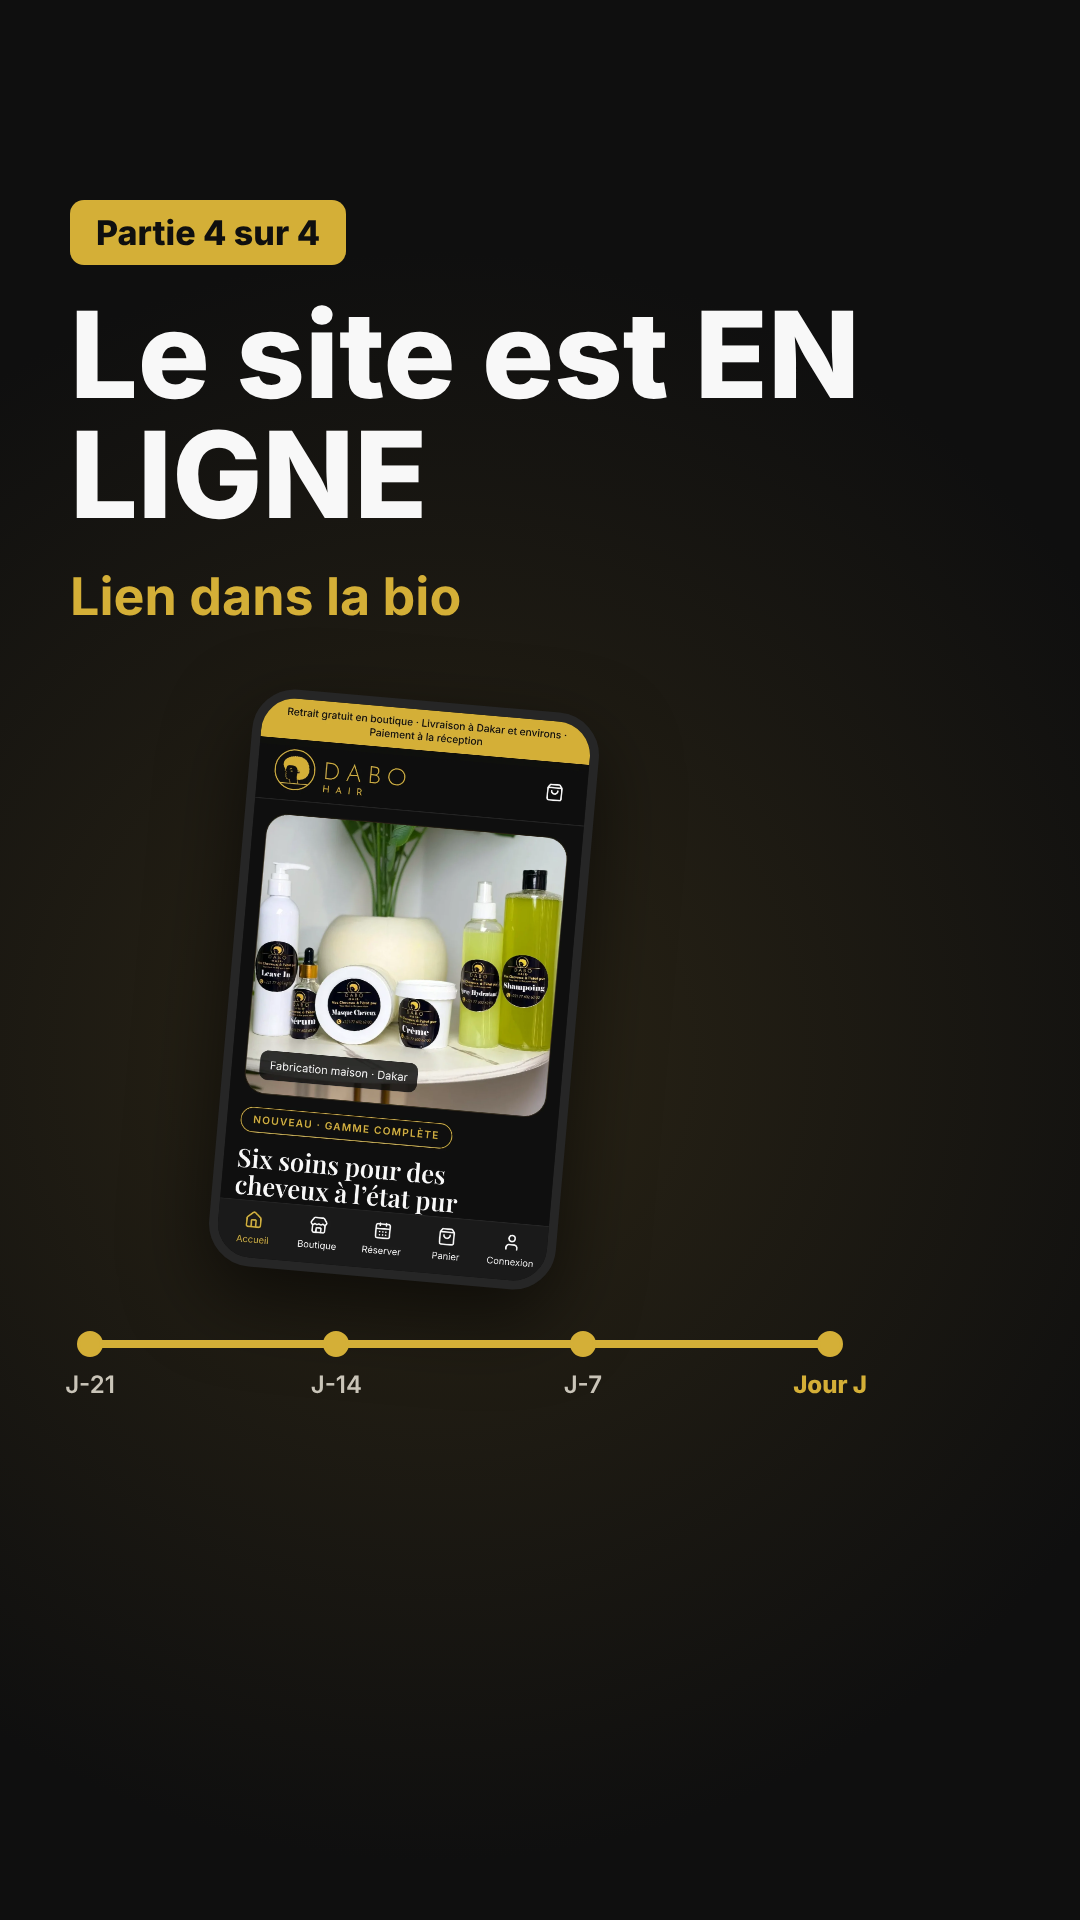 Partie 4 sur 4
Le site est EN
LIGNE
Lien dans la bio
Retrait gratuit en boutique · Livraison à Dakar et environs ·
Paiement à la réception
DABO
HAIR
Leave In
Sérum
Masque Cheveux
Crème
Shampoing
Fabrication maison · Dakar
NOUVEAU · GAMME COMPLÈTE
Six soins pour des
cheveux à l’état pur
Accueil
Boutique
Réserver
Panier
Connexion
J-21
J-14
J-7
Jour J